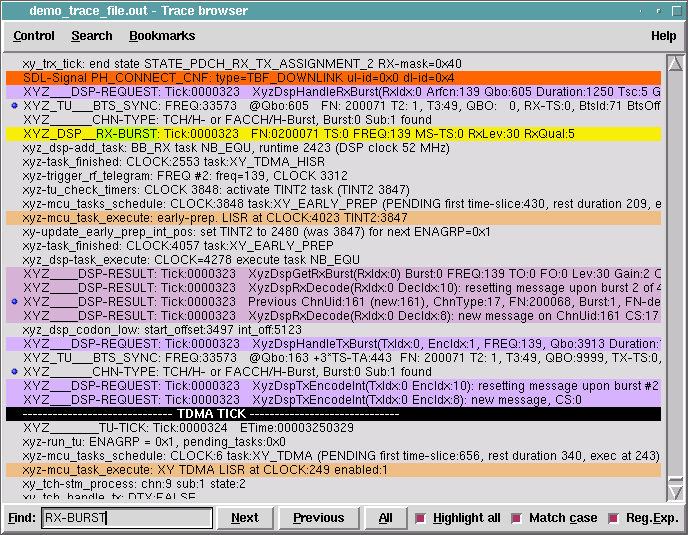 demo_trace_file.out - Trace browser
Control Search Bookmarks Help
xy_trx_tick: end state STATE_PDCH_RX_TX_ASSIGNMENT_2 RX-mask=0x40
SDL-Signal PH_CONNECT_CNF: type=TBF_DOWNLINK ul-id=0x0 dl-id=0x4
XYZ____DSP-REQUEST: Tick:0000323 XyzDspHandleRxBurst(RxIdx:0 Arfcn:139 Qbo:605 Duration:1250 Tsc:5 G
XYZ_TU___BTS_SYNC: FREQ:33573 @Qbo:605 FN: 200071 T2: 1, T3:49, QBO: 0, RX-TS:0, BtsId:71 BtsOff
XYZ_______CHN-TYPE: TCH/H- or FACCH/H-Burst, Burst:0 Sub:1 found
XYZ_DSP__RX-BURST: Tick:0000323 FN:0200071 TS:0 FREQ:139 MS-TS:0 RxLev:30 RxQual:5
xyz_dsp-add_task: BB_RX task NB_EQU, runtime 2423 (DSP clock 52 MHz)
xyz-task_finished: CLOCK:2553 task:XY_TDMA_HISR
xyz-trigger_rf_telegram: FREQ #2: freq=139, CLOCK 3312
xyz-tu_check_timers: CLOCK 3848: activate TINT2 task (TINT2 3847)
xyz-mcu_tasks_schedule: CLOCK:3848 task:XY_EARLY_PREP (PENDING first time-slice:430, rest duration 209, e
xyz-mcu_task_execute: early-prep. LISR at CLOCK:4023 TINT2:3847
xy-update_early_prep_int_pos: set TINT2 to 2480 (was 3847) for next ENAGRP=0x1
xyz-task_finished: CLOCK:4057 task:XY_EARLY_PREP
xyz_dsp-task_execute: CLOCK=4278 execute task NB_EQU
XYZ____DSP-RESULT: Tick:0000323 XyzDspGetRxBurst(RxIdx:0) Burst:0 FREQ:139 TO:0 FO:0 Lev:30 Gain:2 C
XYZ____DSP-RESULT: Tick:0000323 XyzDspRxDecode(RxIdx:0 DecIdx:10): resetting message upon burst 2 of 4
XYZ____DSP-RESULT: Tick:0000323 Previous ChnUid:161 (new:161), ChnType:17, FN:200068, Burst:1, FN-de
XYZ____DSP-RESULT: Tick:0000323 XyzDspRxDecode(RxIdx:0 DecIdx:8): new message on ChnUid:161 CS:17
xyz_dsp_codon_low: start_offset:3497 int_off:5123
XYZ____DSP-REQUEST: Tick:0000323 XyzDspHandleTxBurst(TxIdx:0, EncIdx:1, FREQ:139, Qbo:3913 Duration:
XYZ_TU___BTS_SYNC: FREQ:33573 @Qbo:163 +3*TS-TA:443 FN: 200071 T2: 1, T3:49, QBO:9999, TX-TS:0,
XYZ_______CHN-TYPE: TCH/H- or FACCH/H-Burst, Burst:0 Sub:1 found
XYZ____DSP-REQUEST: Tick:0000323 XyzDspTxEncodeInt(TxIdx:0 EncIdx:10): resetting message upon burst #2
XYZ____DSP-REQUEST: Tick:0000323 XyzDspTxEncodeInt(TxIdx:0 EncIdx:8): new message, CS:0
------------------------------ TDMA TICK ------------------------------
XYZ________TU-TICK: Tick:0000324 ETime:00003250329
xyz-run_tu: ENAGRP = 0x1, pending_tasks:0x0
xyz-mcu_tasks_schedule: CLOCK:6 task:XY_TDMA (PENDING first time-slice:656, rest duration 340, exec at 243)
xyz-mcu_task_execute: XY TDMA LISR at CLOCK:249 enabled:1
xy_tch-stm_process: chn:9 sub:1 state:2
xy_tch_handle_tx: DTX:FALSE
Find: RX-BURST Next Previous All Highlight all Match case Reg.Exp.